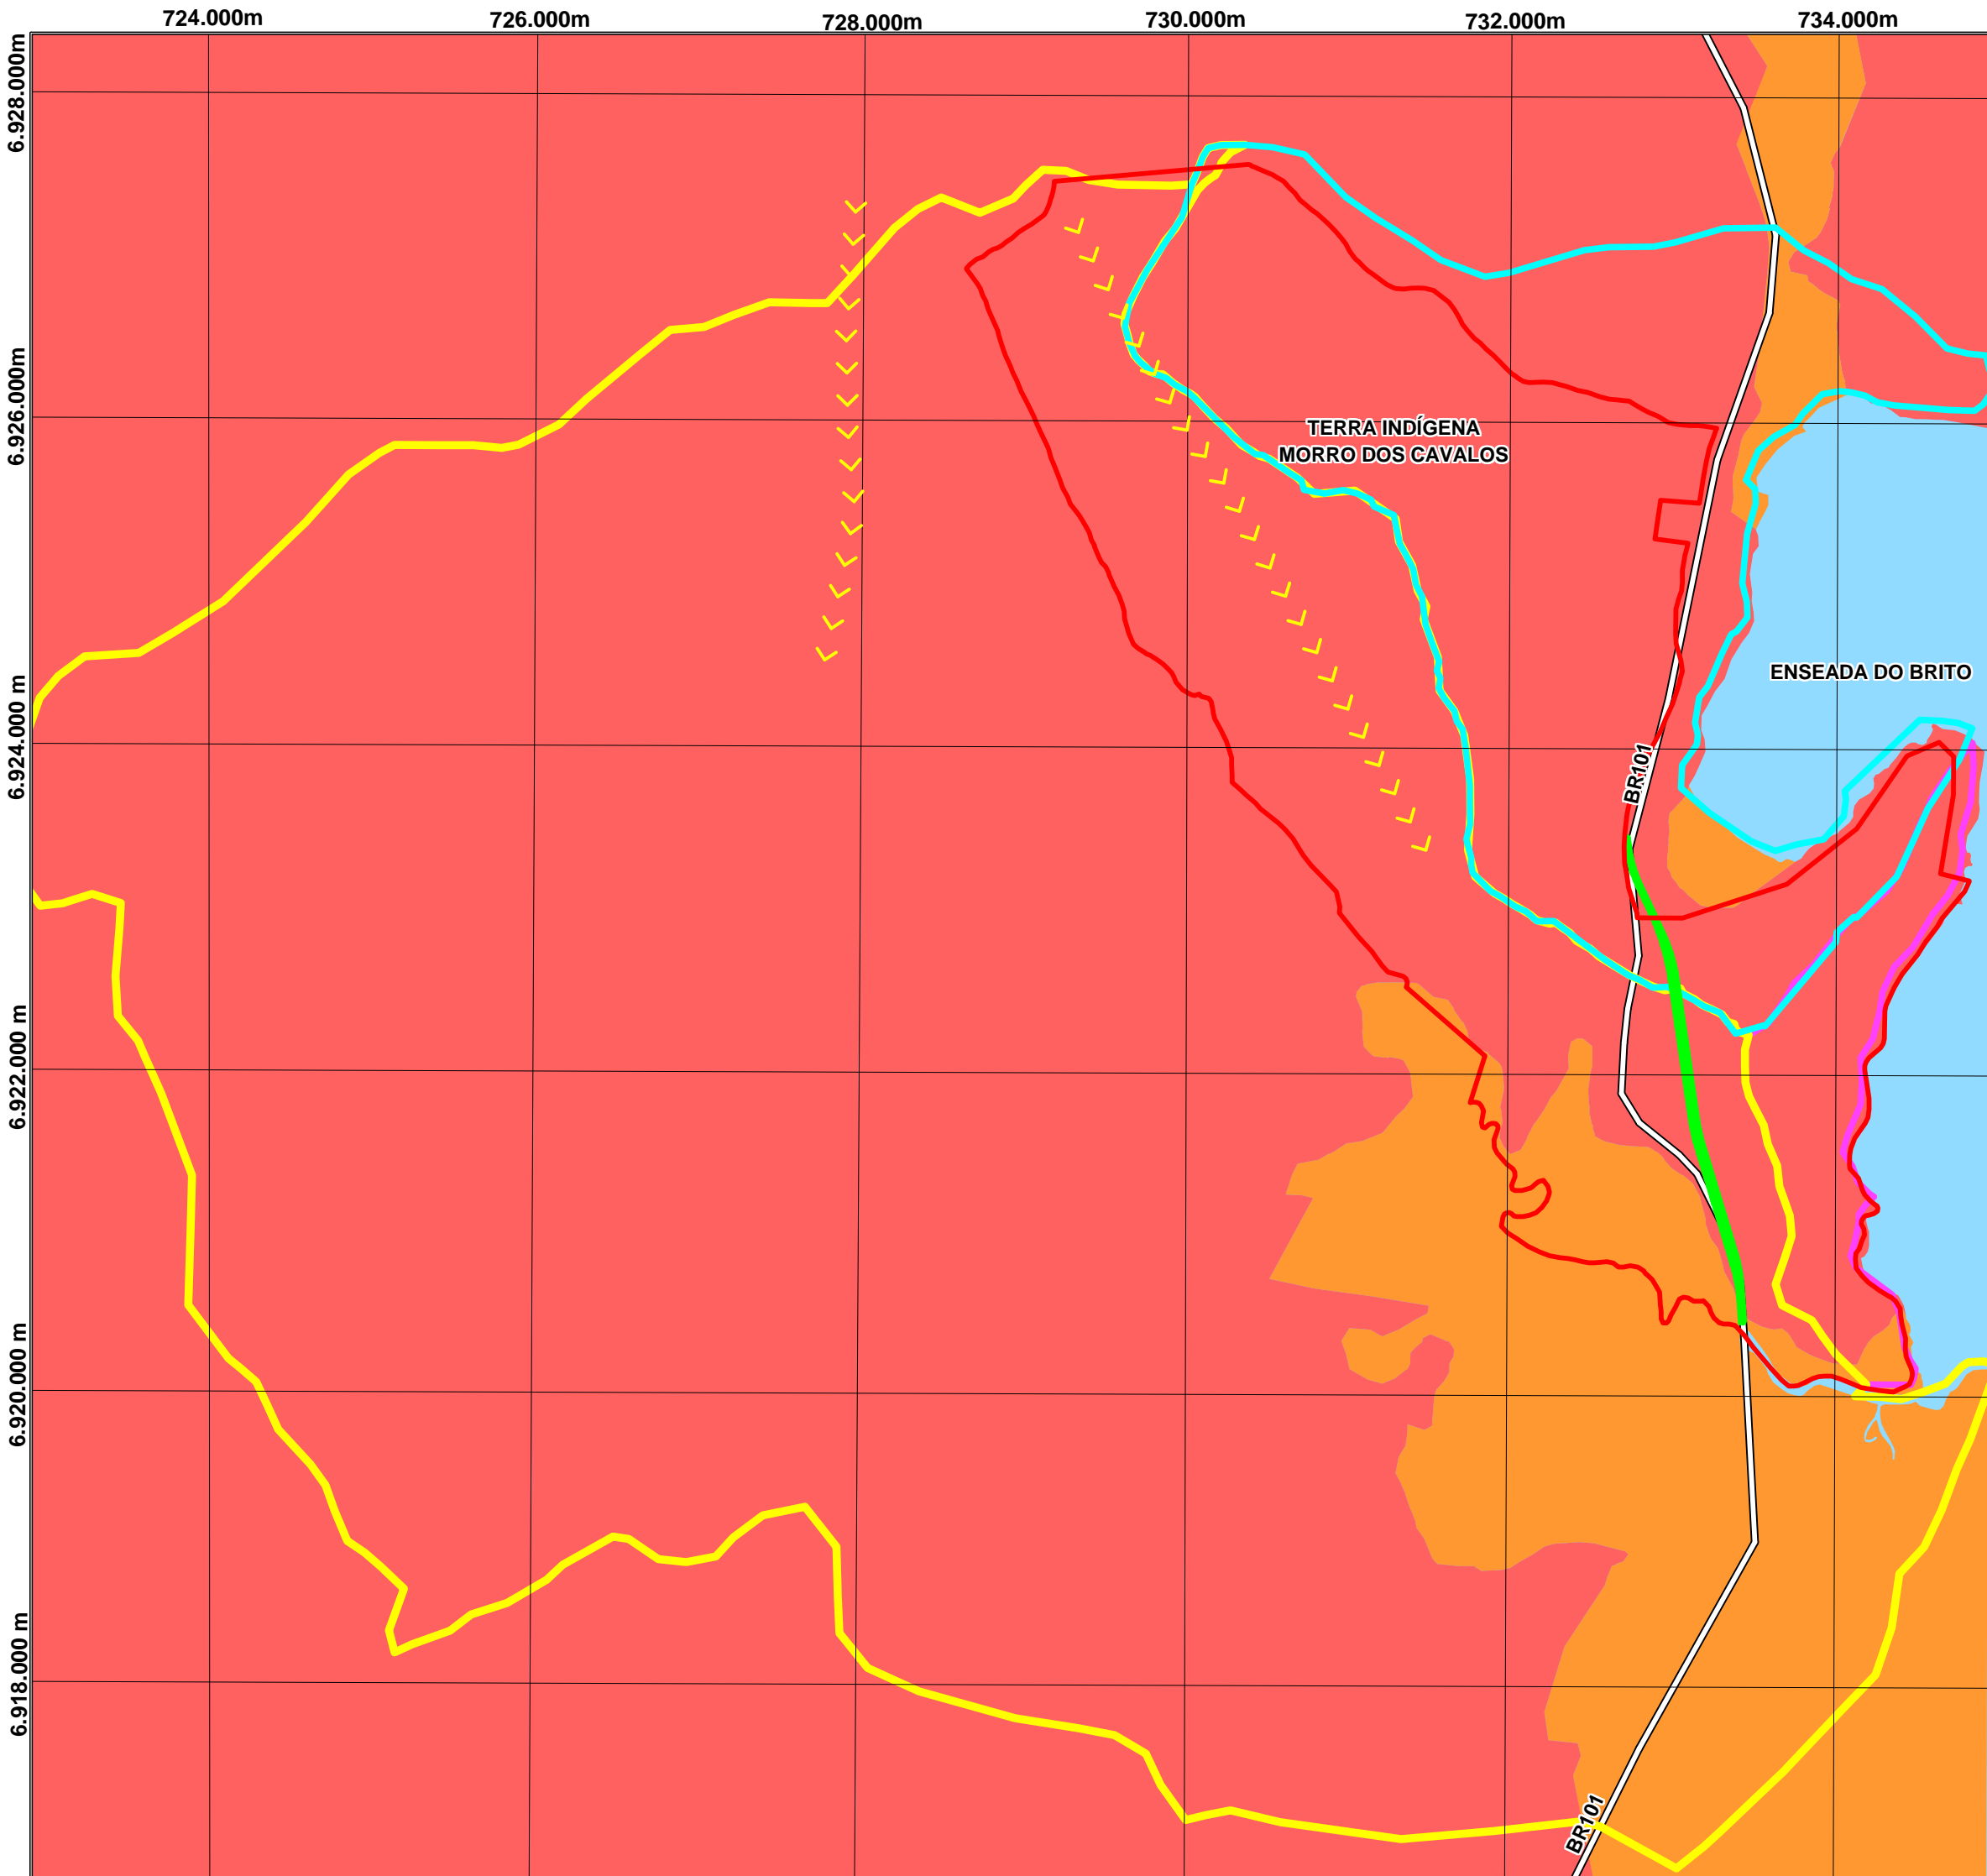 724.000m
726.000m
728.000m
730.000m
732.000m
734.000m
6.928.000m
6.926.000m
TERRA INDÍGENA
MORRO DOS CAVALOS
ENSEADA DO BRITO
6.924.000 m
BR101
6.922.000 m
6.920.000 m
6.918.000 m
BR101